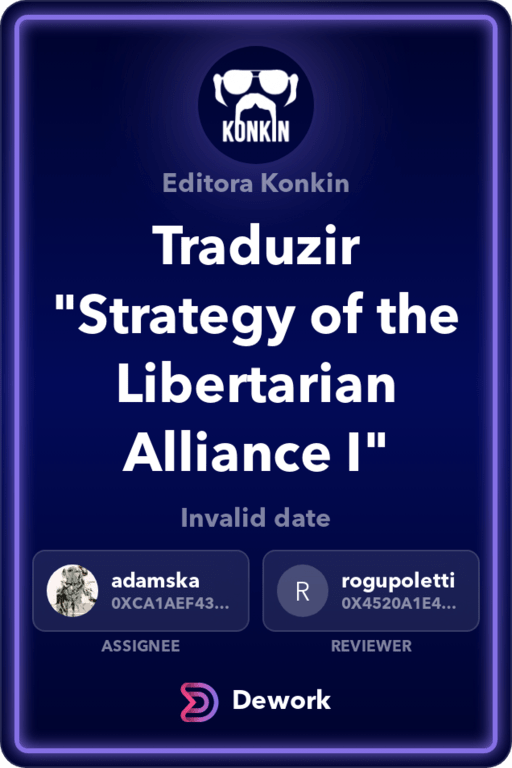 KONKIN
Editora Konkin
Traduzir
"Strategy of the
Libertarian
Alliance I"
Invalid date
adamska
0XCA1AEF43...
R
rogupoletti
0X4520A1E4...
ASSIGNEE
REVIEWER
Dework